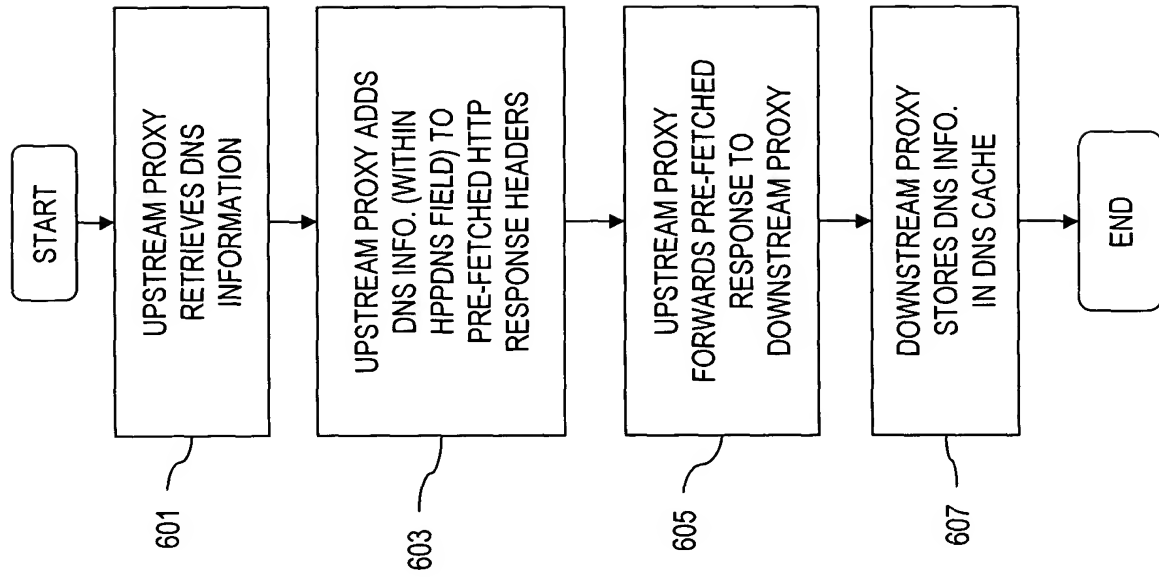 START
601
UPSTREAM PROXY
RETRIEVES DNS
INFORMATION
603
UPSTREAM PROXY ADDS
DNS INFO. (WITHIN
HPPDNS FIELD) TO
PRE-FETCHED HTTP
RESPONSE HEADERS
605
UPSTREAM PROXY
FORWARDS PRE-FETCHED
RESPONSE TO
DOWNSTREAM PROXY
607
DOWNSTREAM PROXY
STORES DNS INFO.
IN DNS CACHE
END